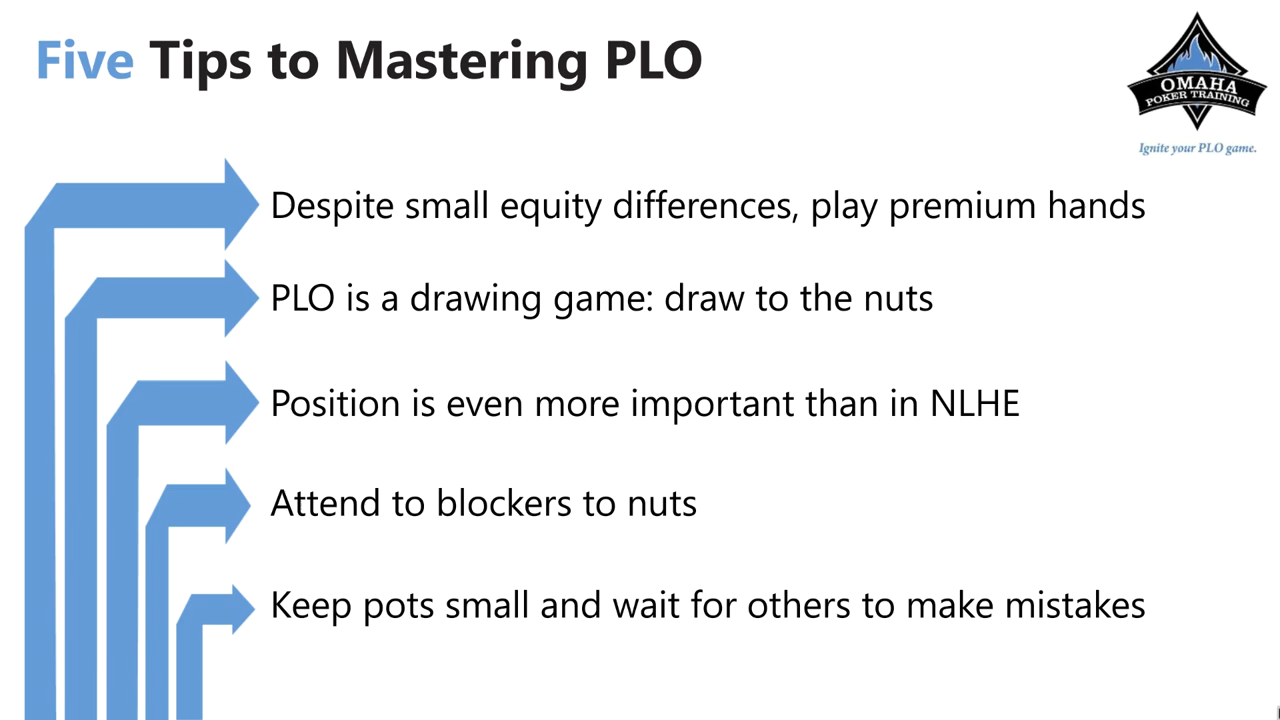 Five Tips to Mastering PLO
OMAHA
POKER TRAINING
Ignite your PLO game.
Despite small equity differences, play premium hands
PLO is a drawing game: draw to the nuts
Position is even more important than in NLHE
Attend to blockers to nuts
Keep pots small and wait for others to make mistakes